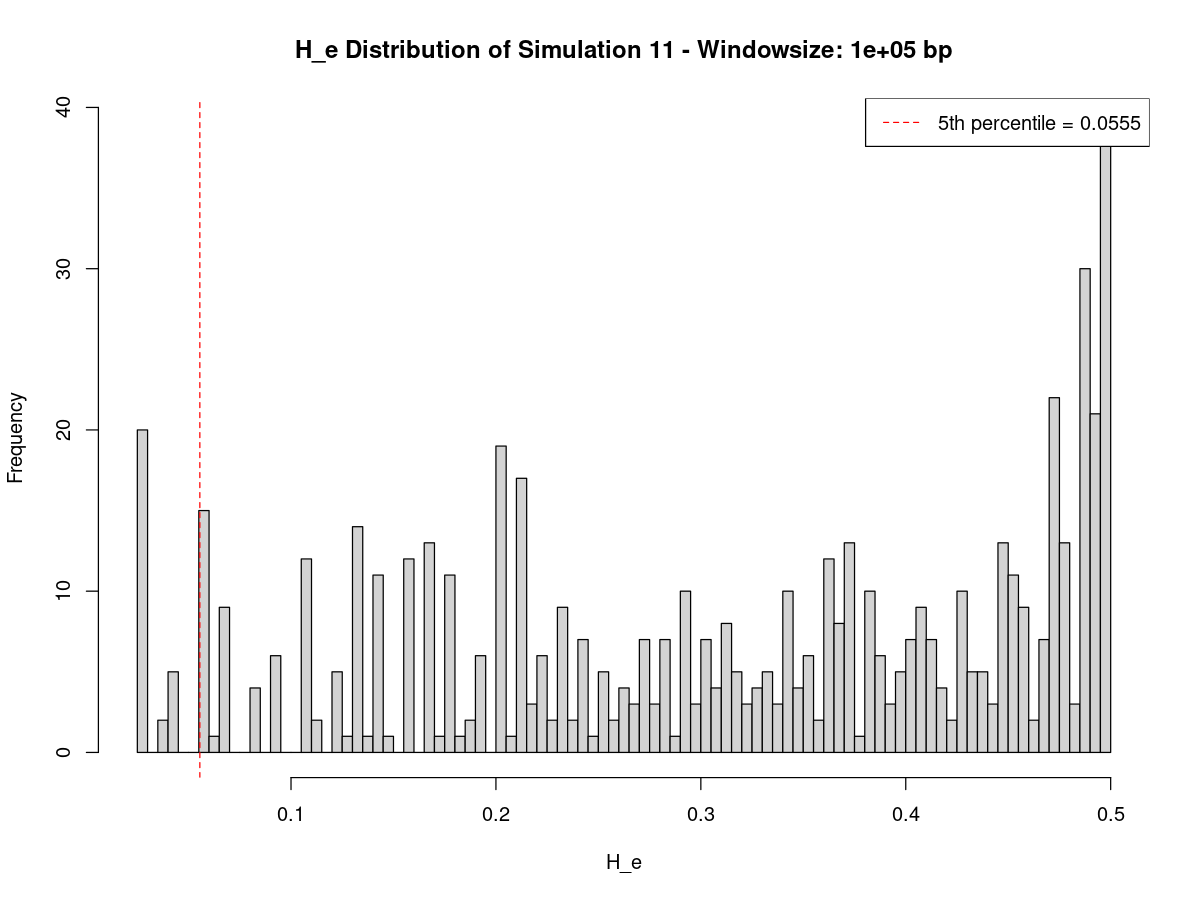 H_e Distribution of Simulation 11 - Windowsize: 1e+05 bp
5th percentile = 0.0555
Frequency
40
30
20
10
0
0.1 0.2 0.3 0.4 0.5
H_e